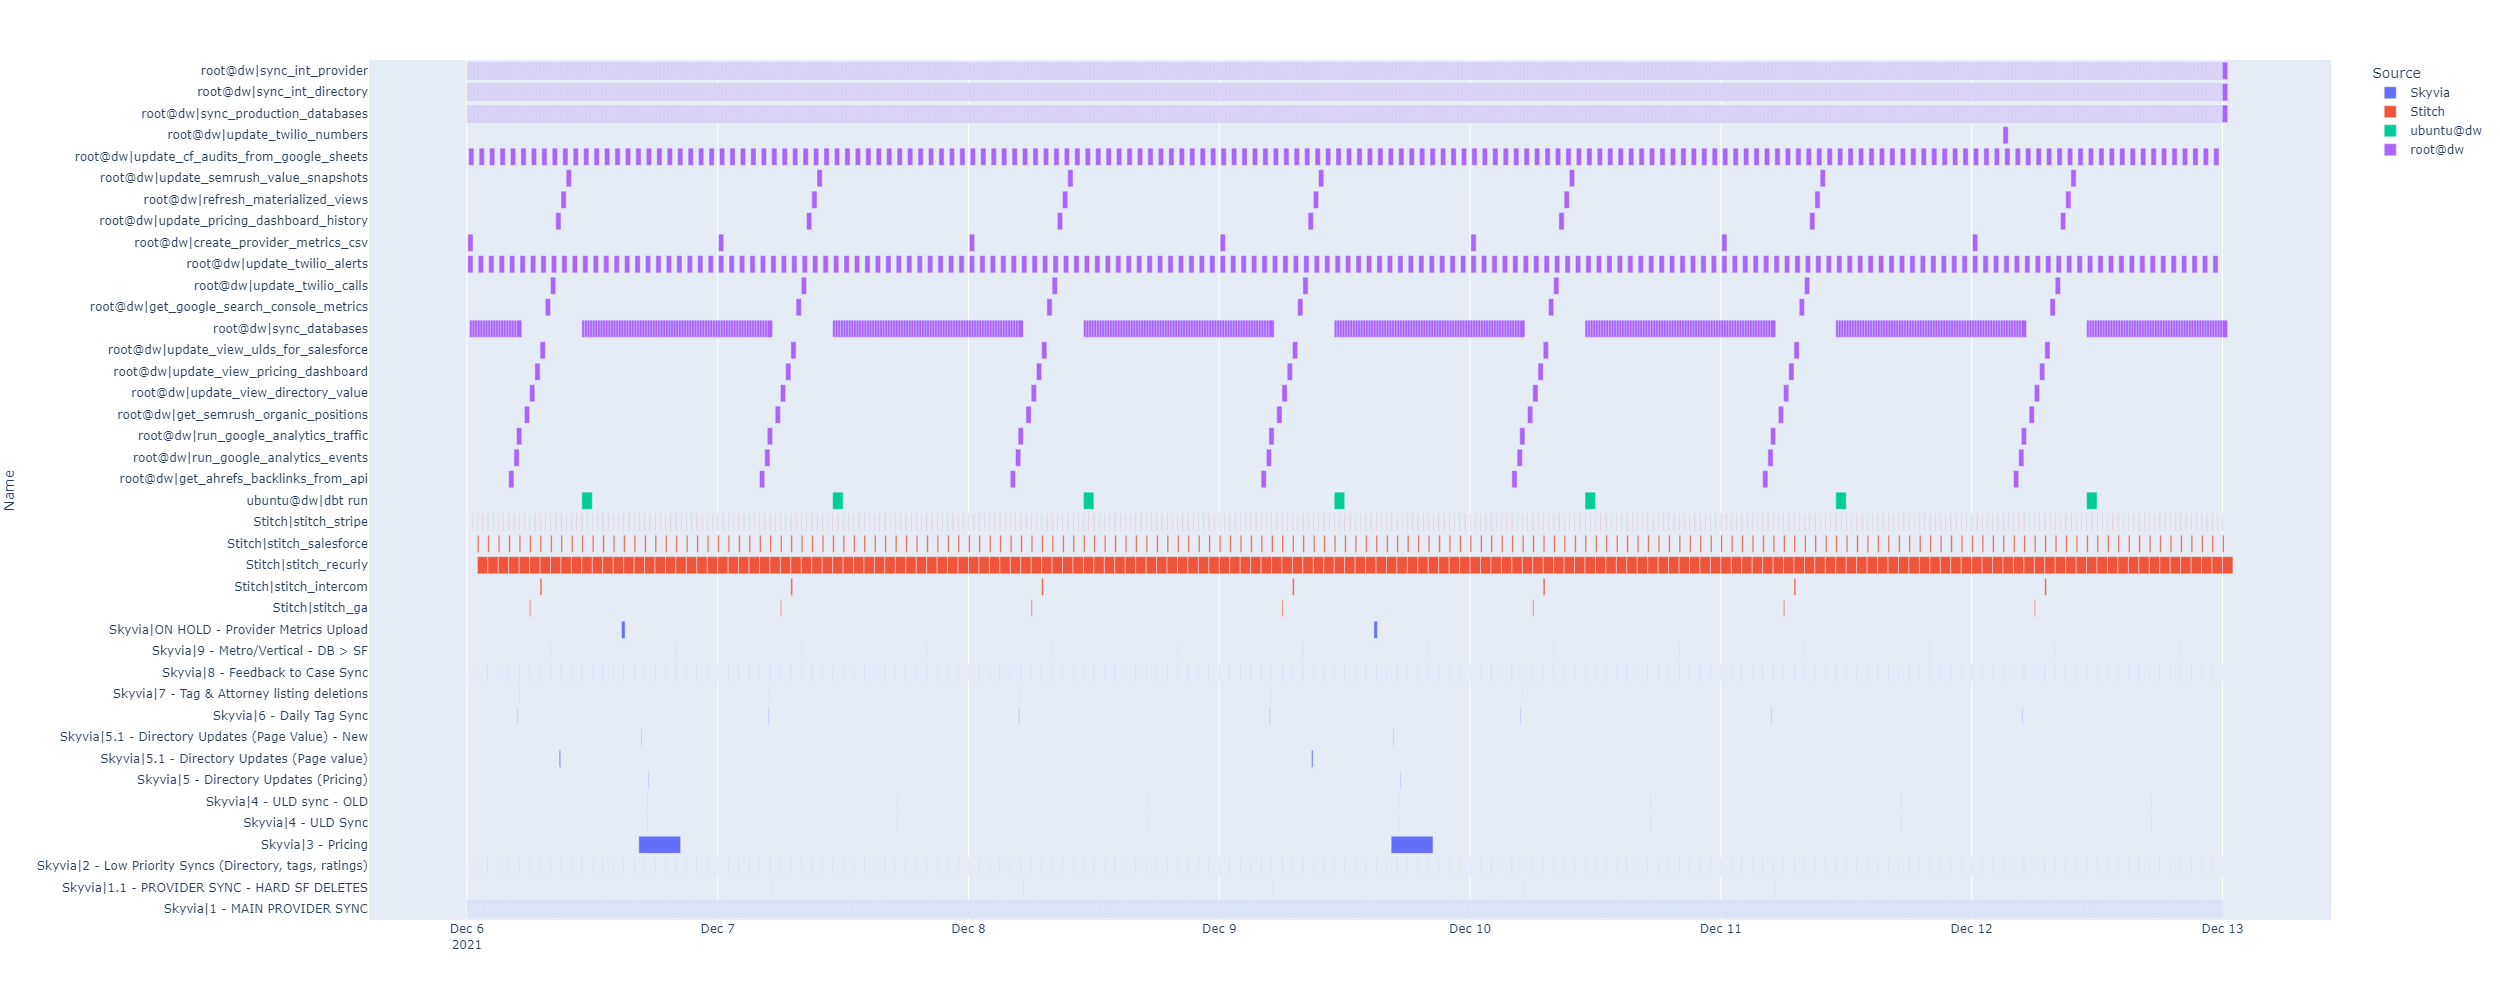 root@dw|sync_int_provider
root@dw|sync_int_directory
root@dw|sync_production_databases
root@dw|update_twilio_numbers
root@dw|update_cf_audits_from_google_sheets
root@dw|update_semrush_value_snapshots
root@dw|refresh_materialized_views
root@dw|update_pricing_dashboard_history
root@dw|create_provider_metrics_csv
root@dw|update_twilio_alerts
root@dw|update_twilio_calls
root@dw|get_google_search_console_metrics
root@dw|sync_databases
root@dw|update_view_ulds_for_salesforce
root@dw|update_view_pricing_dashboard
root@dw|update_view_directory_value
root@dw|get_semrush_organic_positions
root@dw|run_google_analytics_traffic
root@dw|run_google_analytics_events
root@dw|get_ahrefs_backlinks_from_api
ubuntu@dw|dbt run
Stitch|stitch_stripe
Stitch|stitch_salesforce
Stitch|stitch_recurly
Stitch|stitch_intercom
Stitch|stitch_ga
Skyvia|ON HOLD - Provider Metrics Upload
Skyvia|9 - Metro/Vertical - DB > SF
Skyvia|8 - Feedback to Case Sync
Skyvia|7 - Tag & Attorney listing deletions
Skyvia|6 - Daily Tag Sync
Skyvia|5.1 - Directory Updates (Page Value) - New
Skyvia|5.1 - Directory Updates (Page value)
Skyvia|5 - Directory Updates (Pricing)
Skyvia|4 - ULD sync - OLD
Skyvia|4 - ULD Sync
Skyvia|3 - Pricing
Skyvia|2 - Low Priority Syncs (Directory, tags, ratings)
Skyvia|1.1 - PROVIDER SYNC - HARD SF DELETES
Skyvia|1 - MAIN PROVIDER SYNC
Name
Dec 6 Dec 7 Dec 8 Dec 9 Dec 10 Dec 11 Dec 12 Dec 13
2021
Source
Skyvia
Stitch
ubuntu@dw
root@dw